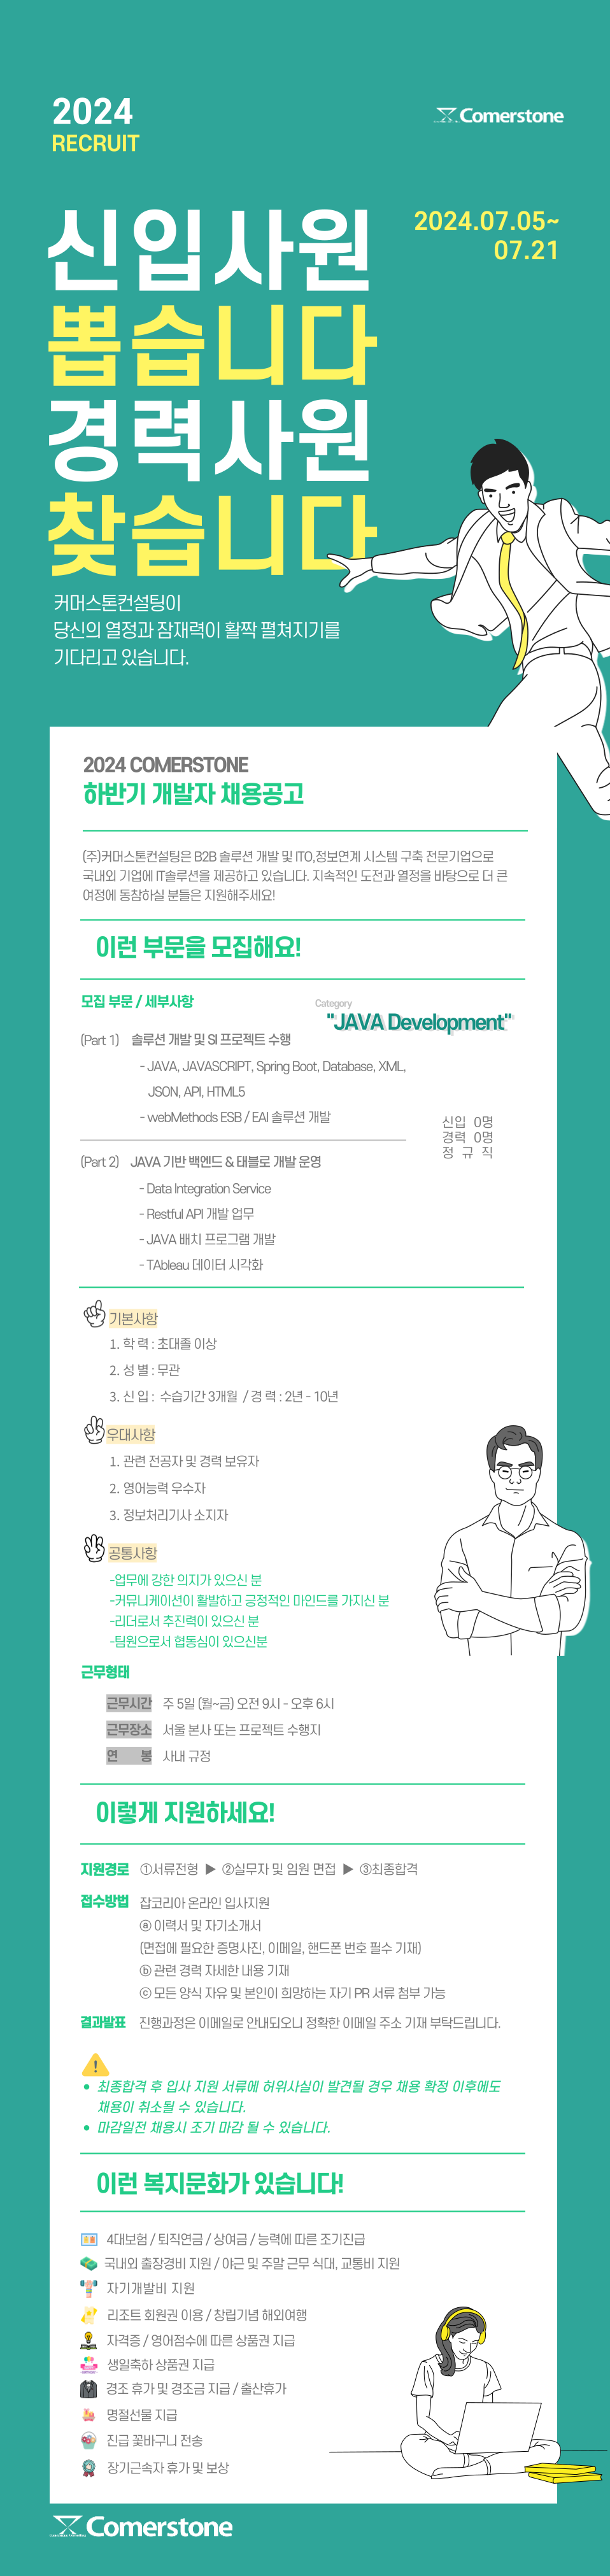 2024
RECRUIT
Comerstone
2024.07.05~
07.21
신입사원
뽑습니다
경력사원
찾습니다
커머스톤컨설팅이
당신의 열정과 잠재력이 활짝 펼쳐지기를
기다리고 있습니다.
2024 COMERSTONE
하반기 개발자 채용공고
(주)커머스톤컨설팅은 B2B 솔루션 개발 및 ITO,정보연계 시스템 구축 전문기업으로
국내외 기업에 IT솔루션을 제공하고 있습니다. 지속적인 도전과 열정을 바탕으로 더 큰
여정에 동참하실 분들은 지원해주세요!
이런 부문을 모집해요!
모집 부문 / 세부사항
Category
"JAVA Development"
(Part 1) 솔루션 개발 및 SI 프로젝트 수행
- JAVA, JAVASCRIPT, Spring Boot, Database, XML,
JSON, API, HTML5
- webMethods ESB / EAI 솔루션 개발
신입 0명
경력 0명
정 규 직
(Part 2) JAVA 기반 백엔드 & 태블로 개발 운영
- Data Integration Service
- Restful API 개발 업무
- JAVA 배치 프로그램 개발
- TAbleau 데이터 시각화
기본사항
1. 학 력 : 초대졸 이상
2. 성 별 : 무관
3. 신 입 : 수습기간 3개월 / 경 력 : 2년 - 10년
우대사항
1. 관련 전공자 및 경력 보유자
2. 영어능력 우수자
3. 정보처리기사 소지자
공통사항
-업무에 강한 의지가 있으신 분
-커뮤니케이션이 활발하고 긍정적인 마인드를 가지신 분
-리더로서 추진력이 있으신 분
-팀원으로서 협동심이 있으신분
근무형태
근무시간 주 5일 (월~금) 오전 9시 - 오후 6시
근무장소 서울 본사 또는 프로젝트 수행지
연 봉 사내 규정
이렇게 지원하세요!
지원경로 ①서류전형 ▶ ②실무자 및 임원 면접 ▶ ③최종합격
접수방법 잡코리아 온라인 입사지원
ⓐ 이력서 및 자기소개서
(면접에 필요한 증명사진, 이메일, 핸드폰 번호 필수 기재)
ⓑ 관련 경력 자세한 내용 기재
ⓒ 모든 양식 자유 및 본인이 희망하는 자기 PR 서류 첨부 가능
결과발표 진행과정은 이메일로 안내되오니 정확한 이메일 주소 기재 부탁드립니다.
• 최종합격 후 입사 지원 서류에 허위사실이 발견될 경우 채용 확정 이후에도
채용이 취소될 수 있습니다.
• 마감일전 채용시 조기 마감 될 수 있습니다.
이런 복지문화가 있습니다!
4대보험 / 퇴직연금 / 상여금 / 능력에 따른 조기진급
국내외 출장경비 지원 / 야근 및 주말 근무 식대, 교통비 지원
자기개발비 지원
리조트 회원권 이용 / 창립기념 해외여행
자격증 / 영어점수에 따른 상품권 지급
생일축하 상품권 지급
경조 휴가 및 경조금 지급 / 출산휴가
명절선물 지급
진급 꽃바구니 전송
장기근속자 휴가 및 보상
Comerstone